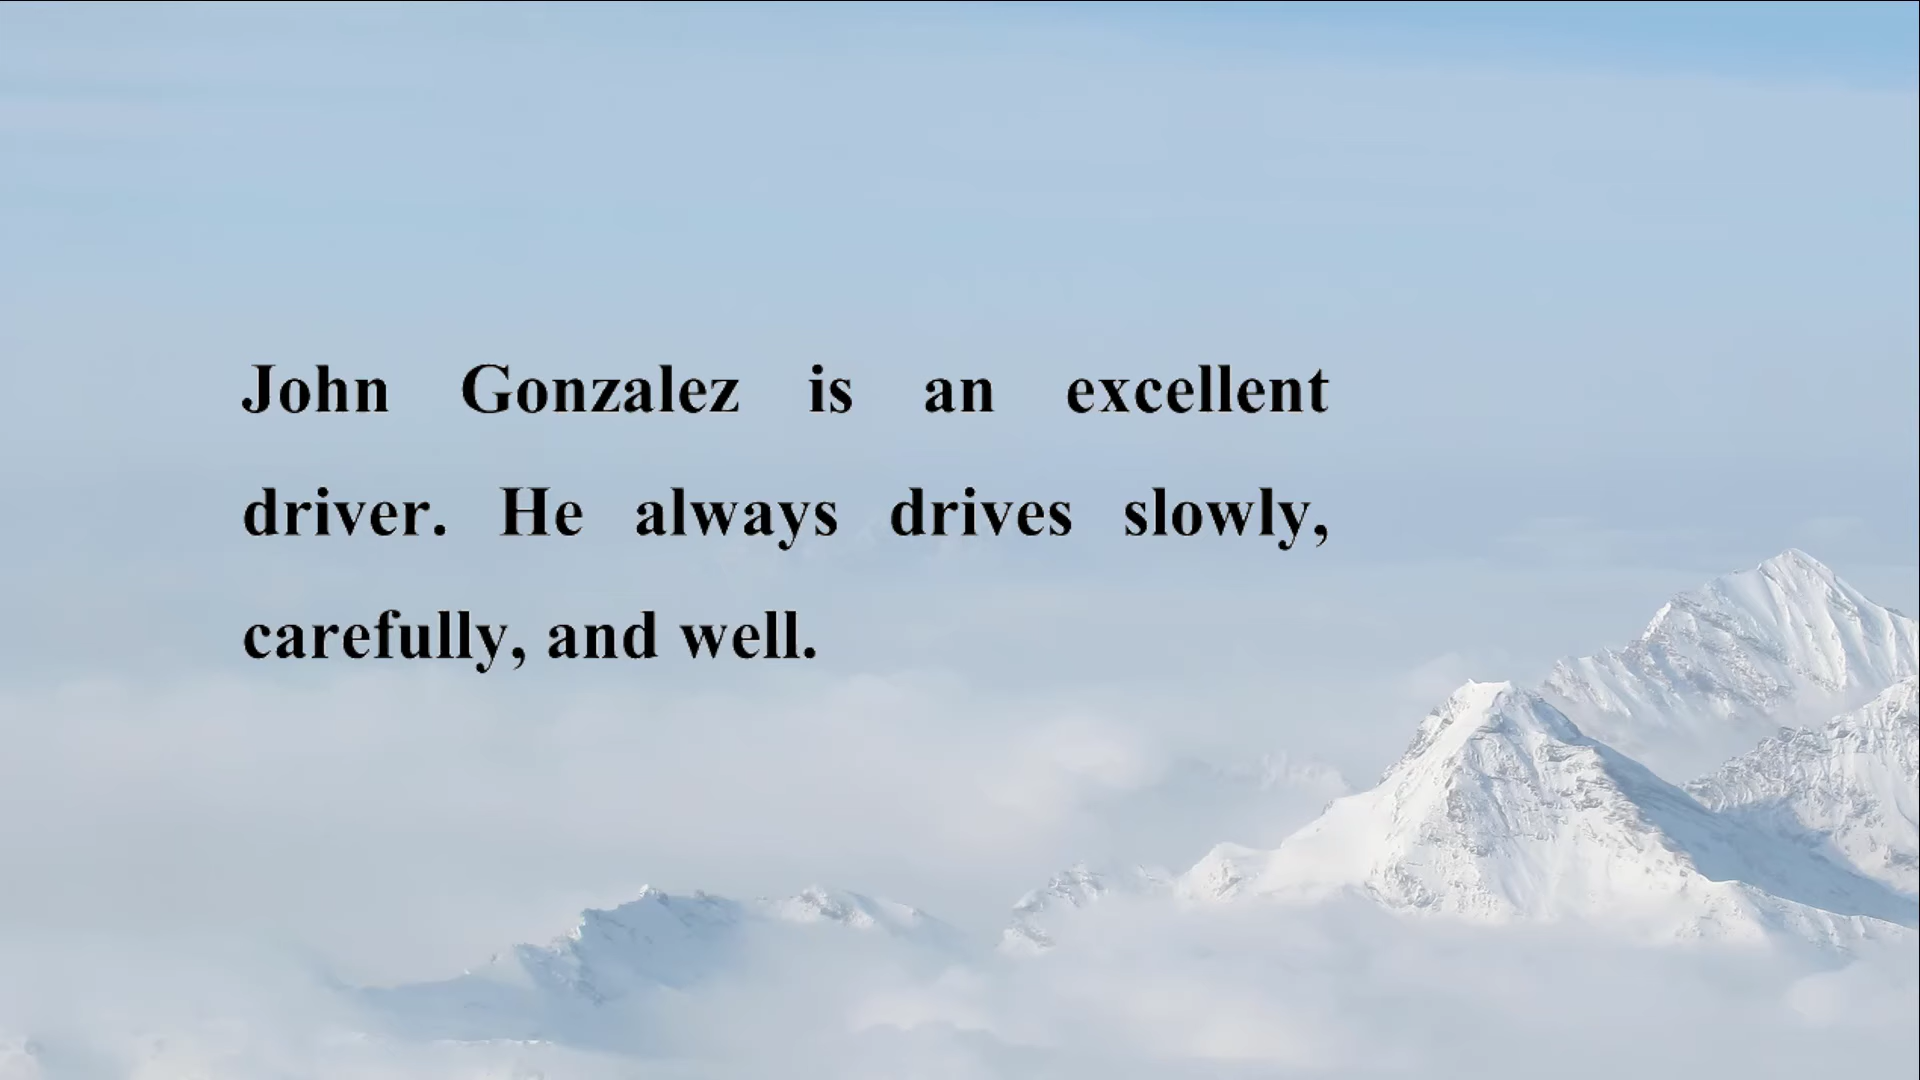 John Gonzalez is an excellent
driver. He always drives slowly,
carefully, and well.